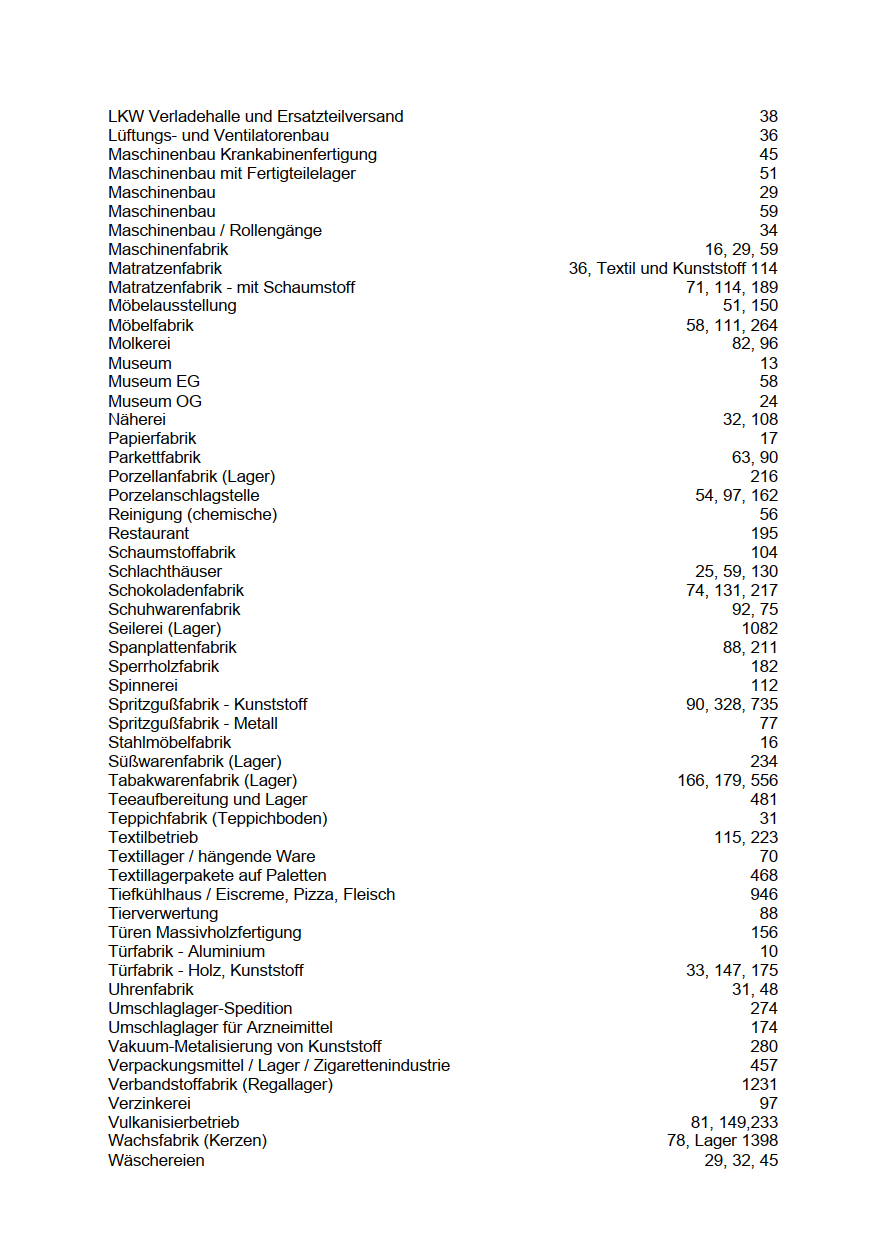 LKW Verladehalle und Ersatzteilversand 38
Lüftungs- und Ventilatorenbau 36
Maschinenbau Krankabinenfertigung 45
Maschinenbau mit Fertigteilelager 51
Maschinenbau 29
Maschinenbau 59
Maschinenbau / Rollengänge 34
Maschinenfabrik 16, 29, 59
Matratzenfabrik 36, Textil und Kunststoff 114
Matratzenfabrik - mit Schaumstoff 71, 114, 189
Möbelausstellung 51, 150
Möbelfabrik 58, 111, 264
Molkerei 82, 96
Museum 13
Museum EG 58
Museum OG 24
Näherei 32, 108
Papierfabrik 17
Parkettfabrik 63, 90
Porzellanfabrik (Lager) 216
Porzelanschlagstelle 54, 97, 162
Reinigung (chemische) 56
Restaurant 195
Schaumstoffabrik 104
Schlachthäuser 25, 59, 130
Schokoladenfabrik 74, 131, 217
Schuhwarenfabrik 92, 75
Seilerei (Lager) 1082
Spanplattenfabrik 88, 211
Sperrholzfabrik 182
Spinnerei 112
Spritzgußfabrik - Kunststoff 90, 328, 735
Spritzgußfabrik - Metall 77
Stahlmöbelfabrik 16
Süßwarenfabrik (Lager) 234
Tabakwarenfabrik (Lager) 166, 179, 556
Teeaufbereitung und Lager 481
Teppichfabrik (Teppichboden) 31
Textilbetrieb 115, 223
Textillager / hängende Ware 70
Textillagerpakete auf Paletten 468
Tiefkühlhaus / Eiscreme, Pizza, Fleisch 946
Tierverwertung 88
Türen Massivholzfertigung 156
Türfabrik - Aluminium 10
Türfabrik - Holz, Kunststoff 33, 147, 175
Uhrenfabrik 31, 48
Umschlaglager-Spedition 274
Umschlaglager für Arzneimittel 174
Vakuum-Metalisierung von Kunststoff 280
Verpackungsmittel / Lager / Zigarettenindustrie 457
Verbandstoffabrik (Regallager) 1231
Verzinkerei 97
Vulkanisierbetrieb 81, 149,233
Wachsfabrik (Kerzen) 78, Lager 1398
Wäschereien 29, 32, 45